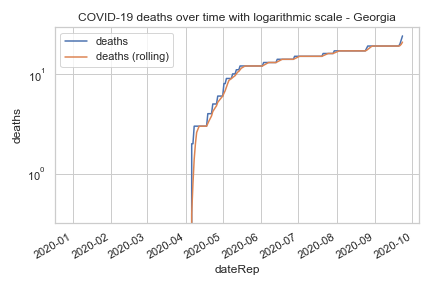 COVID-19 deaths over time with logarithmic scale - Georgia
deaths
deaths (rolling)
10¹
10⁰
deaths
2020-01
2020-02
2020-03
2020-04
2020-05
2020-06
2020-07
2020-08
2020-09
2020-10
dateRep